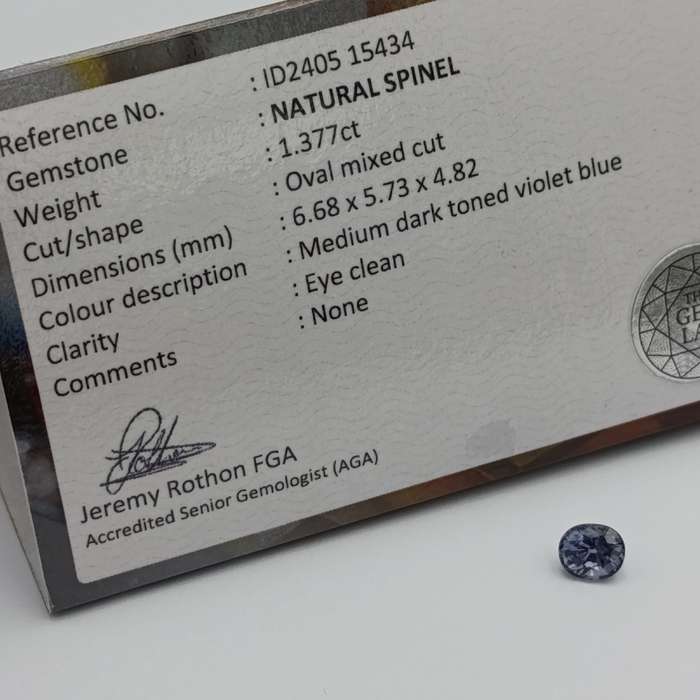 Reference No. : ID2405 15434
Gemstone : NATURAL SPINEL
Weight : 1.377ct
Cut/shape : Oval mixed cut
Dimensions (mm) : 6.68 x 5.73 x 4.82
Colour description : Medium dark toned violet blue
Clarity : Eye clean
Comments : None
Jeremy Rothon FGA
Accredited Senior Gemologist (AGA)